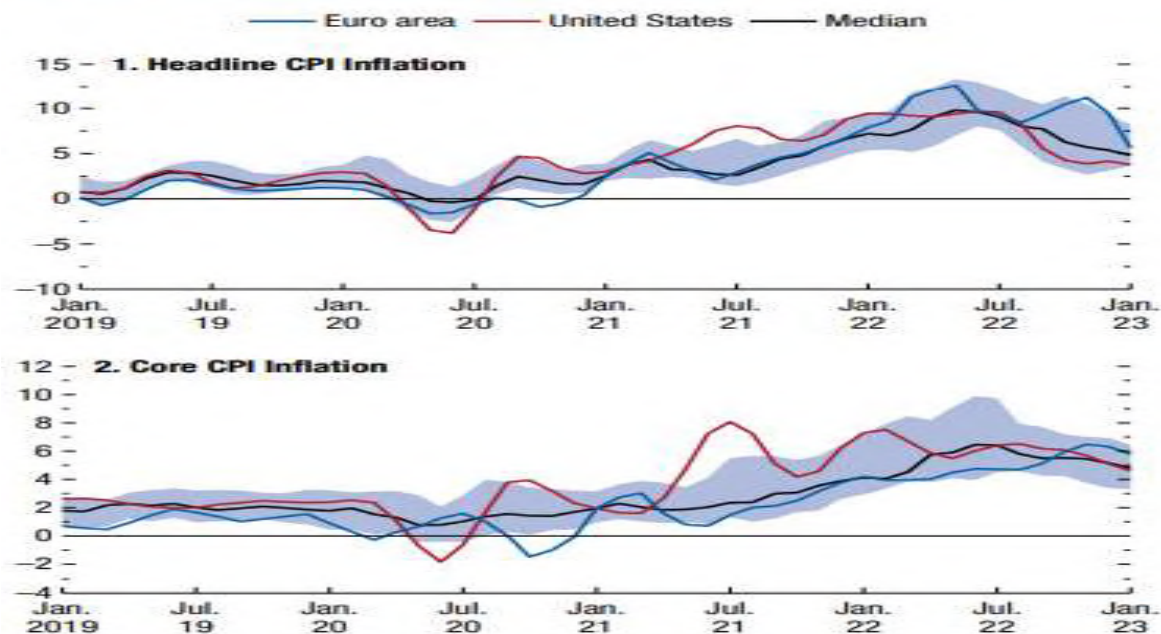 Euro area United States Median
1. Headline CPI Inflation
15
10
5
0
−5
−10
Jan. Jul. Jan. Jul. Jan. Jul. Jan. Jul. Jan.
2019 19 20 20 21 21 22 22 23
2. Core CPI Inflation
12
10
8
6
4
2
0
−2
−4
Jan. Jul. Jan. Jul. Jan. Jul. Jan. Jul. Jan.
2019 19 20 20 21 21 22 22 23